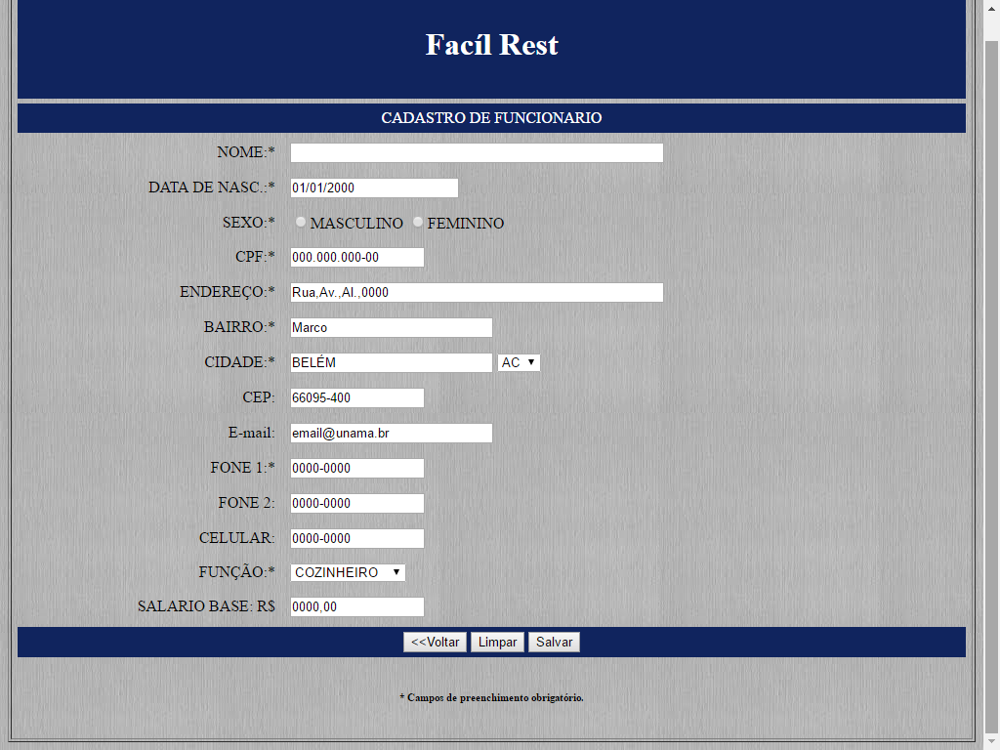 Facíl Rest
CADASTRO DE FUNCIONARIO
NOME:*
DATA DE NASC.:* 01/01/2000
SEXO:* MASCULINO FEMININO
CPF:* 000.000.000-00
ENDEREÇO:* Rua,Av.,Al.,0000
BAIRRO:* Marco
CIDADE:* BELÉM AC
CEP: 66095-400
E-mail: email@unama.br
FONE 1:* 0000-0000
FONE 2: 0000-0000
CELULAR: 0000-0000
FUNÇÃO:* COZINHEIRO
SALARIO BASE: R$ 0000,00
<<Voltar Limpar Salvar
* Campos de preenchimento obrigatório.